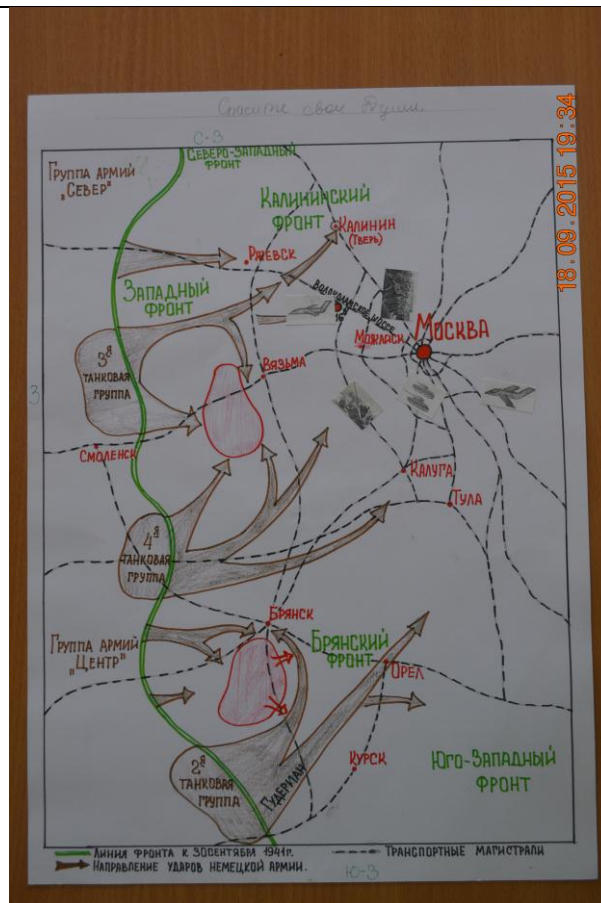 Спасите свои души.
18.09.2015 19:34
С-З
СЕВЕРО-ЗАПАДНЫЙ
ФРОНТ
ГРУППА АРМИЙ
„СЕВЕР"
КАЛИНИНСКИЙ
ФРОНТ
КАЛИНИН
(ТВЕРЬ)
РЖЕВСК
ЗАПАДНЫЙ
ФРОНТ
ВОЛОКОЛАМСКОЕ ШОССЕ
МОЖАЙСК
МОСКВА
3Я
ТАНКОВАЯ
ГРУППА
ВЯЗЬМА
З
СМОЛЕНСК
КАЛУГА
ТУЛА
4Я
ТАНКОВАЯ
ГРУППА
БРЯНСК
ГРУППА АРМИЙ
„ЦЕНТР"
БРЯНСКИЙ
ФРОНТ
ОРЕЛ
2Я
ТАНКОВАЯ
ГРУППА
ГУДЕРИАН
КУРСК
ЮГО-ЗАПАДНЫЙ
ФРОНТ
ЛИНИЯ ФРОНТА К 30СЕНТЯБРЯ 1941г.
ТРАНСПОРТНЫЕ МАГИСТРАЛИ
НАПРАВЛЕНИЕ УДАРОВ НЕМЕЦКОЙ АРМИИ.
Ю-З